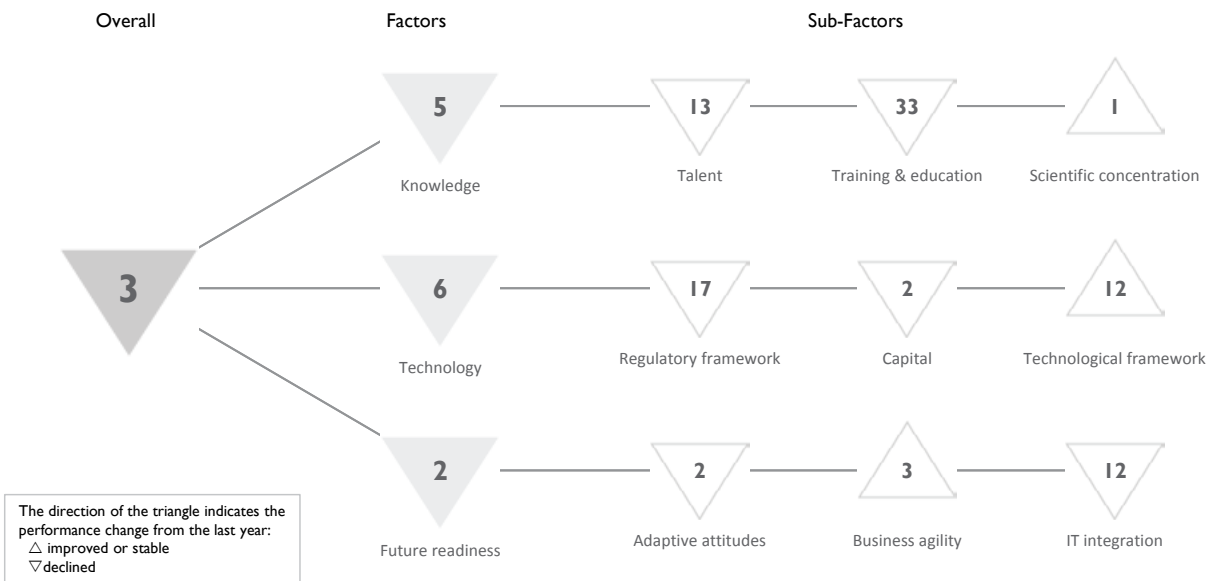 Overall
Factors
Sub-Factors
5
13
33
1
Knowledge
Talent
Training & education
Scientific concentration
3
6
17
2
12
Technology
Regulatory framework
Capital
Technological framework
2
2
3
12
Future readiness
Adaptive attitudes
Business agility
IT integration
The direction of the triangle indicates the
performance change from the last year:
△ improved or stable
▽declined